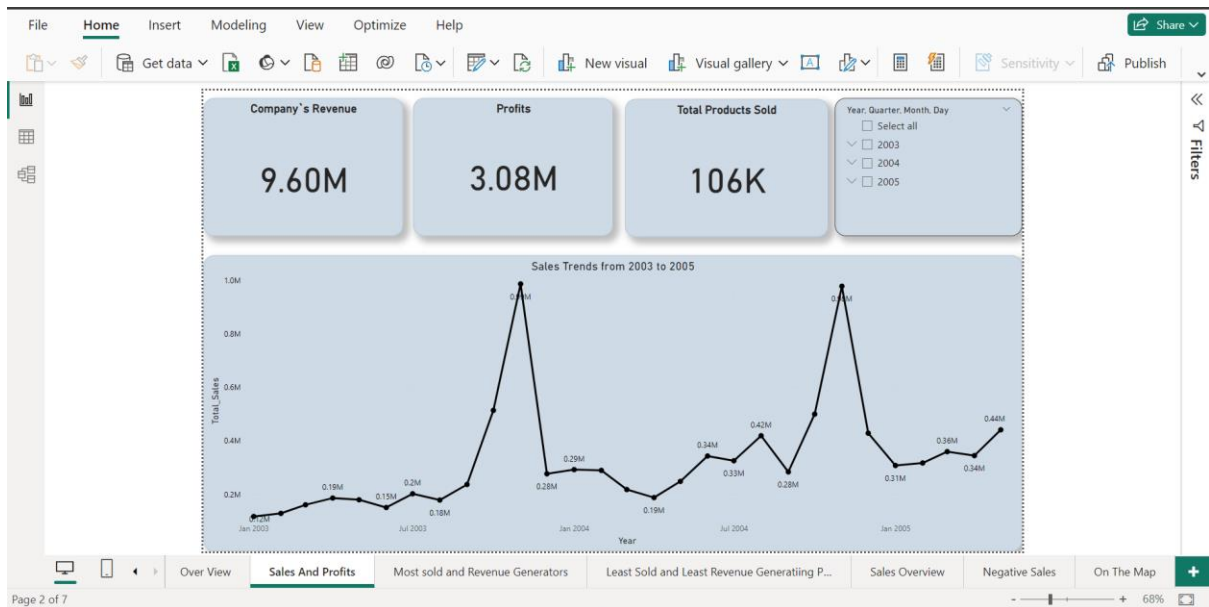 File Home Insert Modeling View Optimize Help Share
Get data New visual Visual gallery A Sensitivity Publish
Company`s Revenue
9.60M
Profits
3.08M
Total Products Sold
106K
Year, Quarter, Month, Day
Select all
2003
2004
2005
Filters
Sales Trends from 2003 to 2005
Total_Sales
1.0M
0.8M
0.6M
0.4M
0.2M
0.12M
0.19M
0.15M
0.2M
0.18M
0.99M
0.28M
0.29M
0.19M
0.34M
0.33M
0.42M
0.28M
0.98M
0.31M
0.36M
0.34M
0.44M
Jan 2003 Jul 2003 Jan 2004 Jul 2004 Jan 2005
Year
Over View Sales And Profits Most sold and Revenue Generators Least Sold and Least Revenue Generatiing P... Sales Overview Negative Sales On The Map +
Page 2 of 7 - + 68%